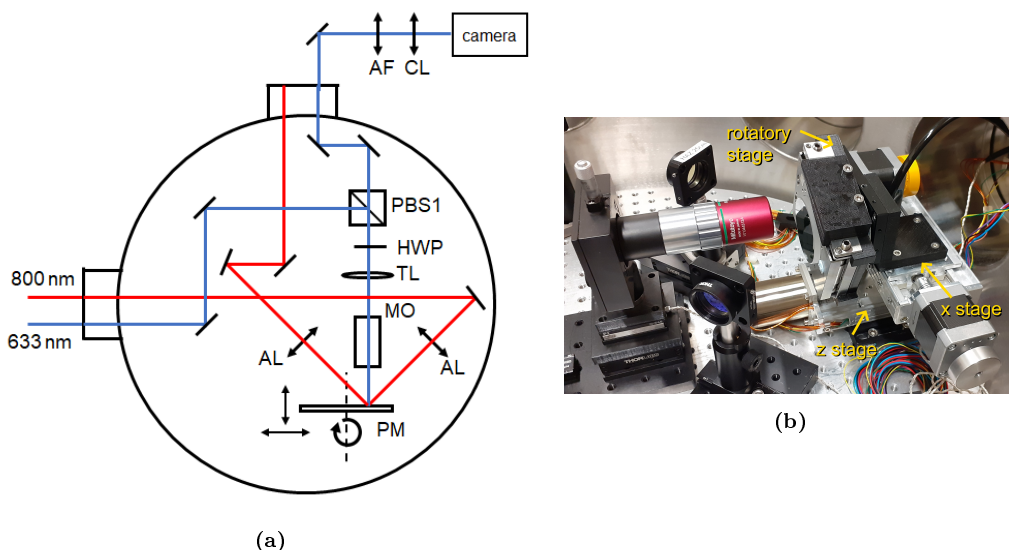 camera
AF CL
PBS1
HWP
TL
800 nm
MO
633 nm
AL
AL
PM
(a)
rotatory
stage
x stage
z stage
(b)